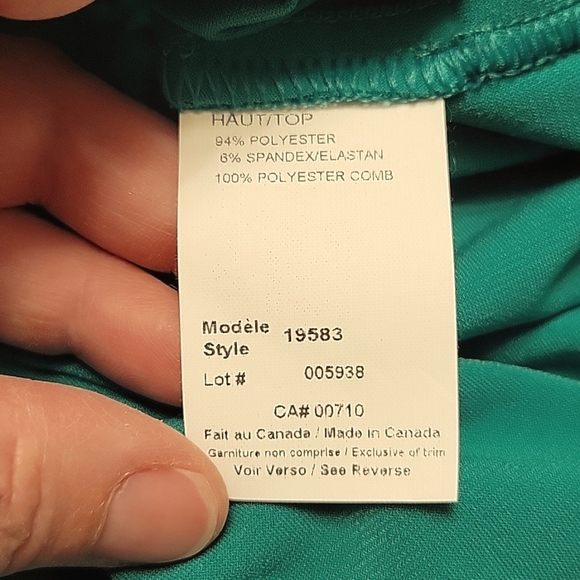 HAUT/TOP
94% POLYESTER
6% SPANDEX/ELASTAN
100% POLYESTER COMB
Modèle
Style 19583
Lot # 005938
CA# 00710
Fait au Canada / Made in Canada
Garniture non comprise / Exclusive of trim
Voir Verso / See Reverse